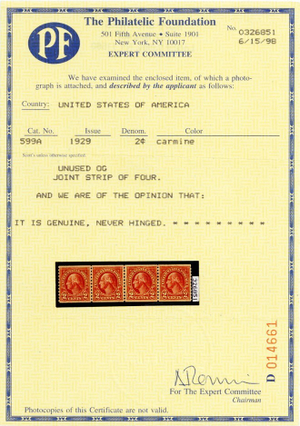 The Philatelic Foundation
501 Fifth Avenue • Suite 1901
New York, NY 10017
EXPERT COMMITTEE
No. 0326851
6/15/98
PF
We have examined the enclosed item, of which a photo-
graph is attached, and described by the applicant as follows:
Country: UNITED STATES OF AMERICA
Cat. No. Issue Denom. Color
599A 1929 2¢ carmine
Scott's unless otherwise specified
UNUSED OG
JOINT STRIP OF FOUR.
AND WE ARE OF THE OPINION THAT:
IT IS GENUINE, NEVER HINGED. * * * * * * * * *
D 014661
For The Expert Committee
Chairman
Photocopies of this Certificate are not valid.